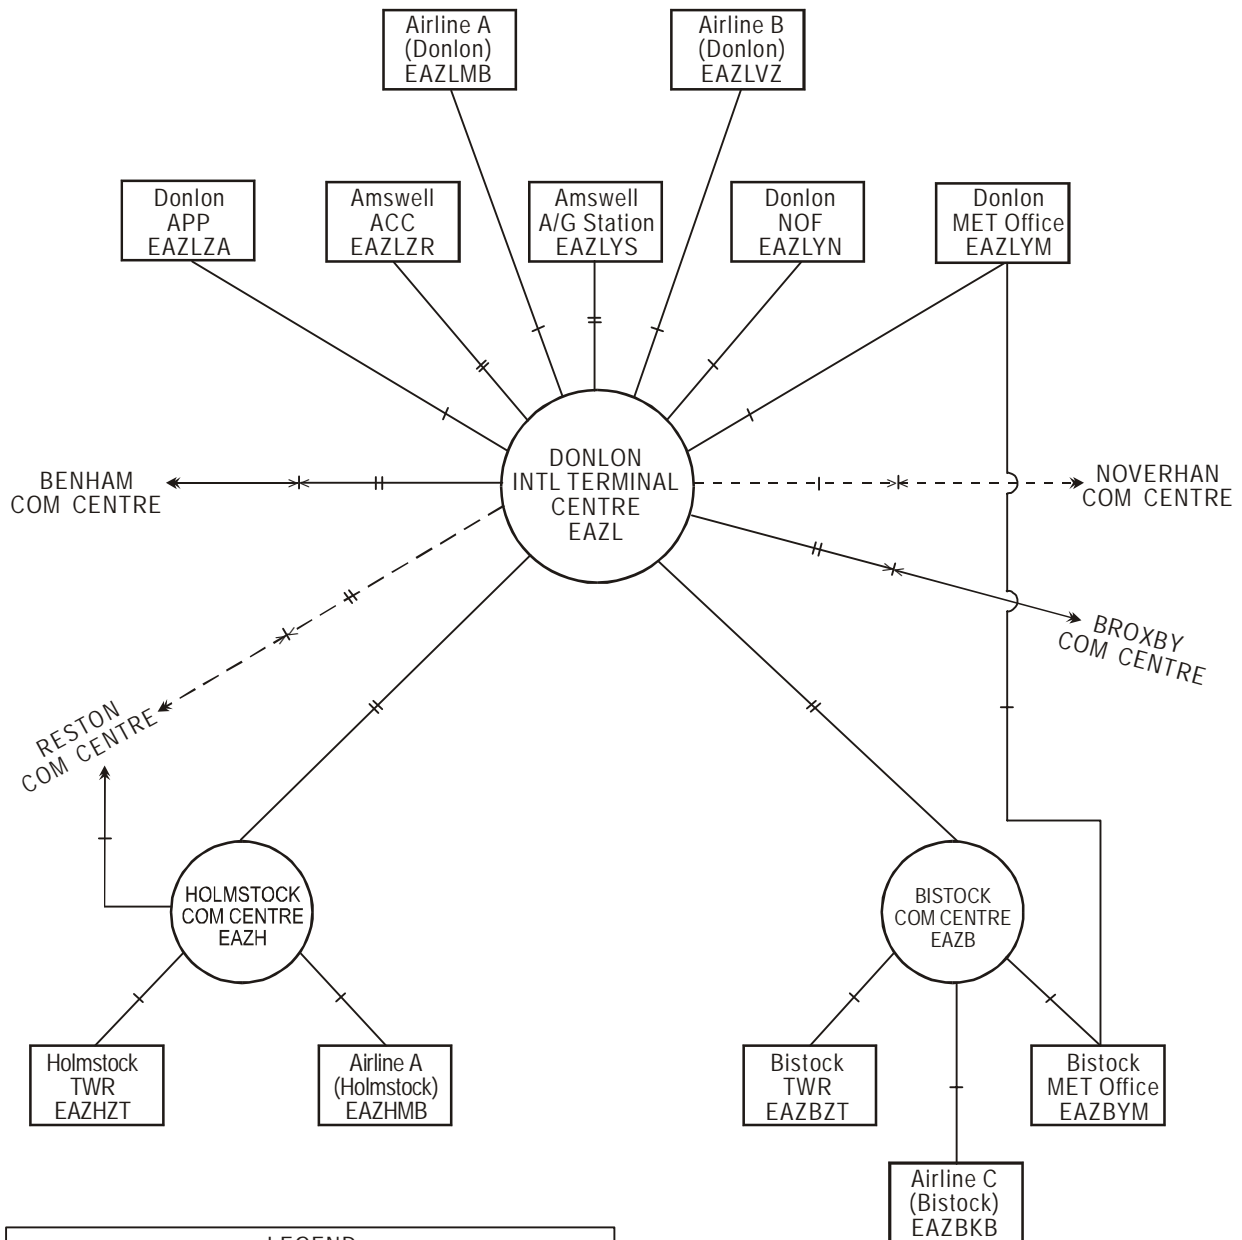 Airline A
(Donlon)
EAZLMB
Airline B
(Donlon)
EAZLVZ
Donlon
APP
EAZLZA
Amswell
ACC
EAZLZR
Amswell
A/G Station
EAZLYS
Donlon
NOF
EAZLYN
Donlon
MET Office
EAZLYM
BENHAM
COM CENTRE
DONLON
INTL TERMINAL
CENTRE
EAZL
NOVERHAN
COM CENTRE
BROXBY
COM CENTRE
RESTON
COM CENTRE
HOLMSTOCK
COM CENTRE
EAZH
BISTOCK
COM CENTRE
EAZB
Holmstock
TWR
EAZHZT
Airline A
(Holmstock)
EAZHMB
Bistock
TWR
EAZBZT
Bistock
MET Office
EAZBYM
Airline C
(Bistock)
EAZBKB
LEGEND